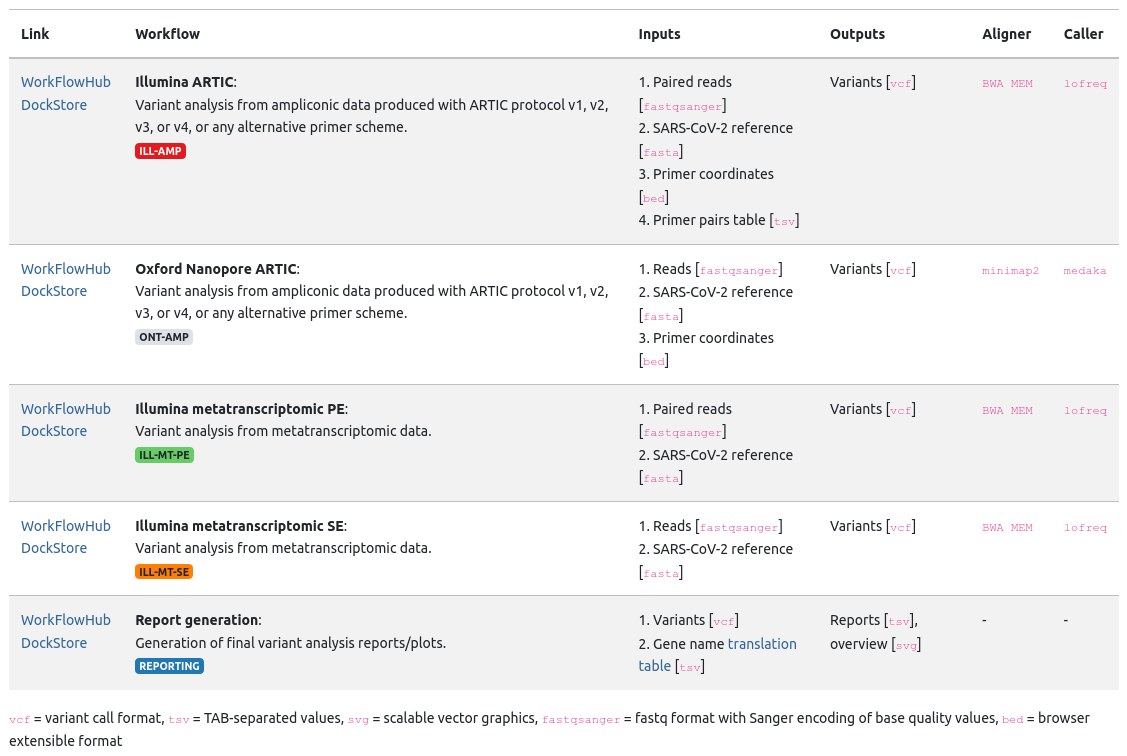 Link Workflow Inputs Outputs Aligner Caller
WorkFlowHub
DockStore
Illumina ARTIC:
Variant analysis from ampliconic data produced with ARTIC protocol v1, v2,
v3, or v4, or any alternative primer scheme.
ILL-AMP
1. Paired reads
[fastqsanger]
2. SARS-CoV-2 reference
[fasta]
3. Primer coordinates
[bed]
4. Primer pairs table [tsv]
Variants [vcf]
BWA MEM
lofreq
WorkFlowHub
DockStore
Oxford Nanopore ARTIC:
Variant analysis from ampliconic data produced with ARTIC protocol v1, v2,
v3, or v4, or any alternative primer scheme.
ONT-AMP
1. Reads [fastqsanger]
2. SARS-CoV-2 reference
[fasta]
3. Primer coordinates
[bed]
Variants [vcf]
minimap2
medaka
WorkFlowHub
DockStore
Illumina metatranscriptomic PE:
Variant analysis from metatranscriptomic data.
ILL-MT-PE
1. Paired reads
[fastqsanger]
2. SARS-CoV-2 reference
[fasta]
Variants [vcf]
BWA MEM
lofreq
WorkFlowHub
DockStore
Illumina metatranscriptomic SE:
Variant analysis from metatranscriptomic data.
ILL-MT-SE
1. Reads [fastqsanger]
2. SARS-CoV-2 reference
[fasta]
Variants [vcf]
BWA MEM
lofreq
WorkFlowHub
DockStore
Report generation:
Generation of final variant analysis reports/plots.
REPORTING
1. Variants [vcf]
2. Gene name translation
table [tsv]
Reports [tsv],
overview [svg]
-
-
vcf = variant call format, tsv = TAB-separated values, svg = scalable vector graphics, fastqsanger = fastq format with Sanger encoding of base quality values, bed = browser
extensible format